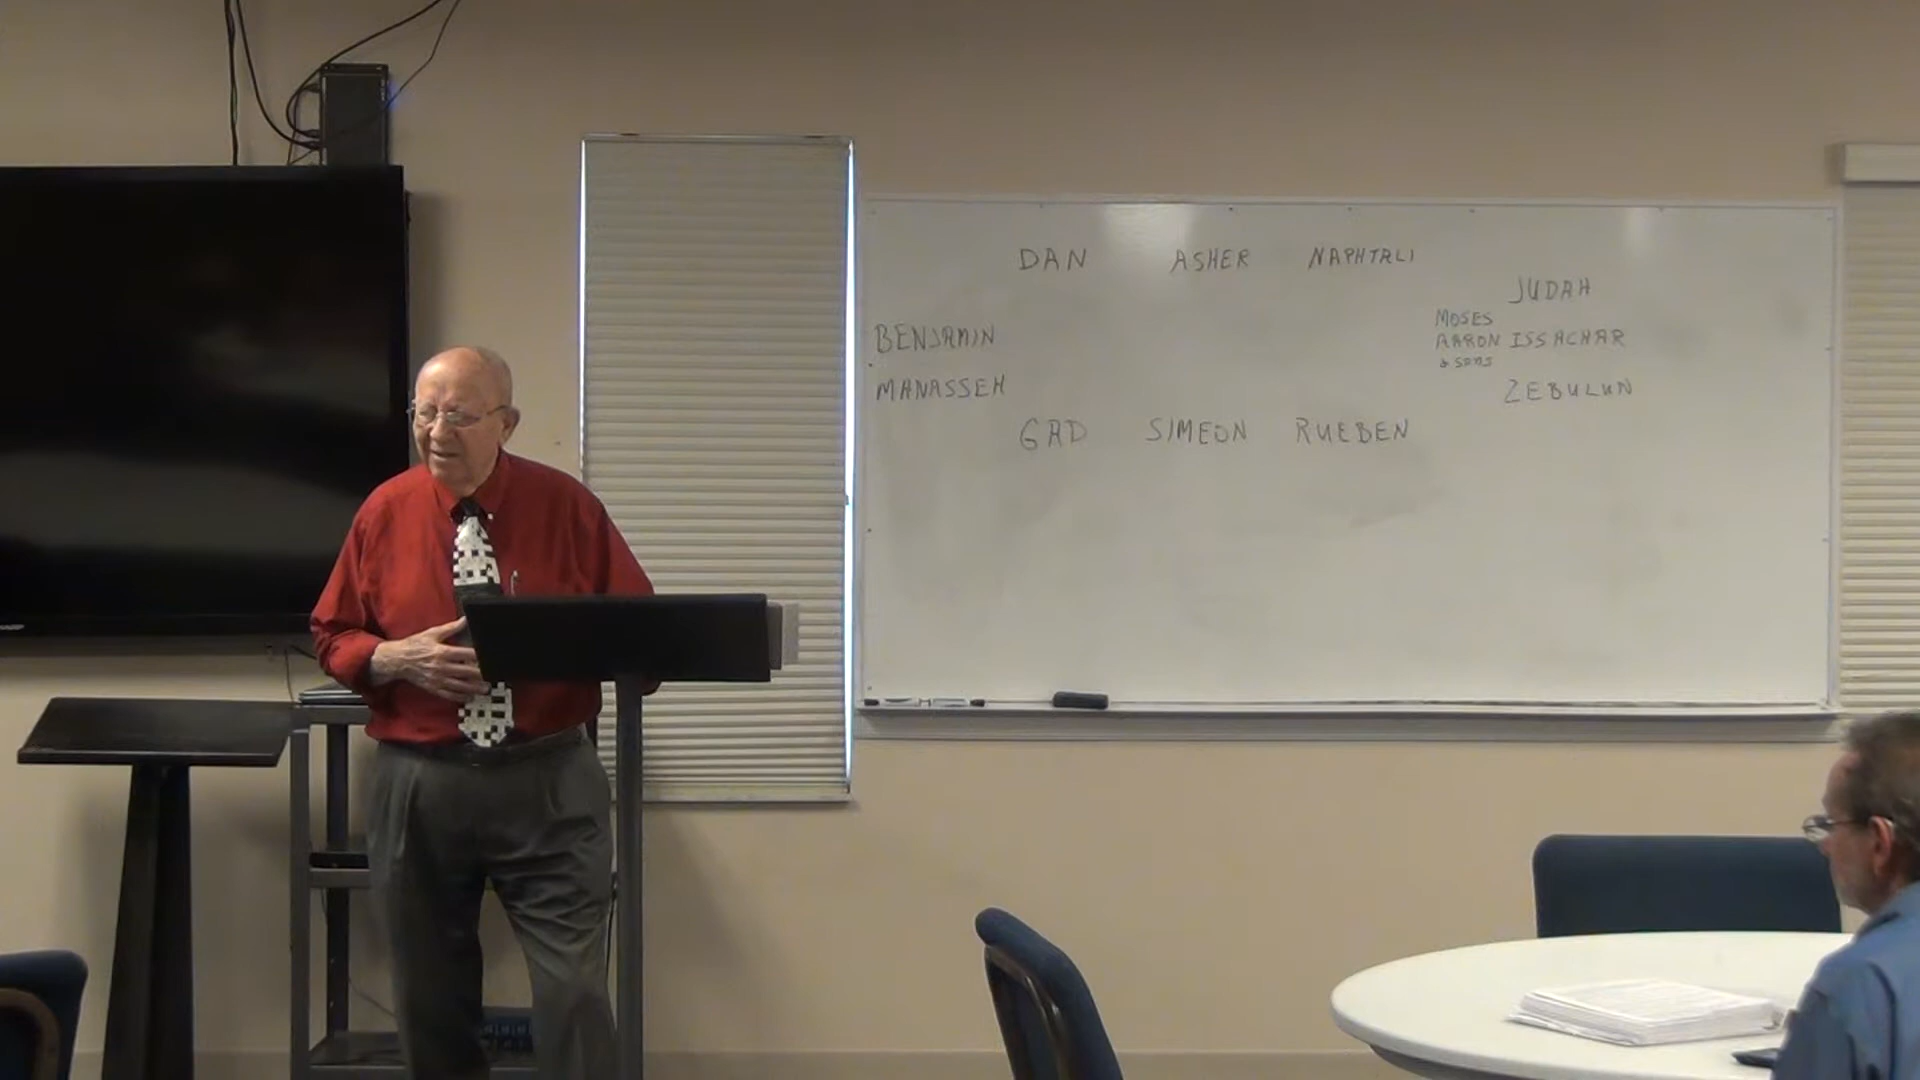 DAN ASHER NAPHTALI
JUDAH
MOSES
BENJAMIN AARON ISSACHAR
& SONS
MANASSEH ZEBULUN
GAD SIMEON RUEBEN